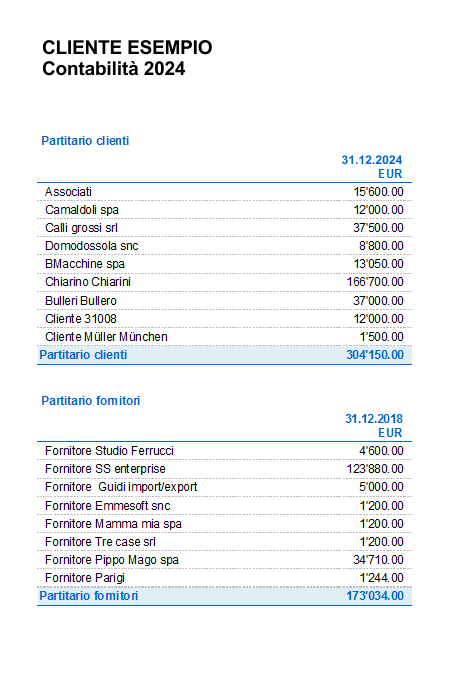 CLIENTE ESEMPIO
Contabilità 2024
Partitario clienti
31.12.2024
EUR
Associati 15'600.00
Camaldoli spa 12'000.00
Calli grossi srl 37'500.00
Domodossola snc 8'800.00
BMacchine spa 13'050.00
Chiarino Chiarini 166'700.00
Bulleri Bullero 37'000.00
Cliente 31008 12'000.00
Cliente Müller München 1'500.00
Partitario clienti 304'150.00
Partitario fornitori
31.12.2018
EUR
Fornitore Studio Ferrucci 4'600.00
Fornitore SS enterprise 123'880.00
Fornitore  Guidi import/export 5'000.00
Fornitore Emmesoft snc 1'200.00
Fornitore Mamma mia spa 1'200.00
Fornitore Tre case srl 1'200.00
Fornitore Pippo Mago spa 34'710.00
Fornitore Parigi 1'244.00
Partitario fornitori 173'034.00